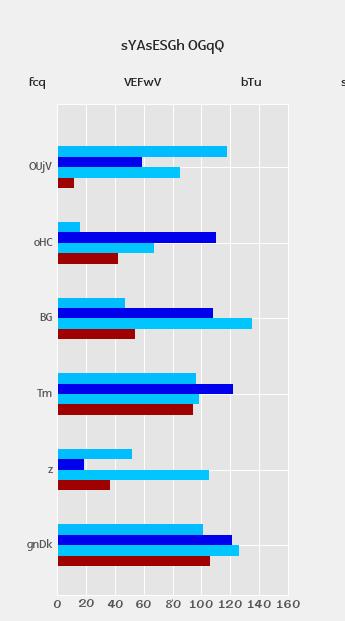 sYAsESGh OGqQ
fcq VEFwV bTu s
OUjV
oHC
BG
Tm
z
gnDk
0 20 40 60 80 100 120 140 160